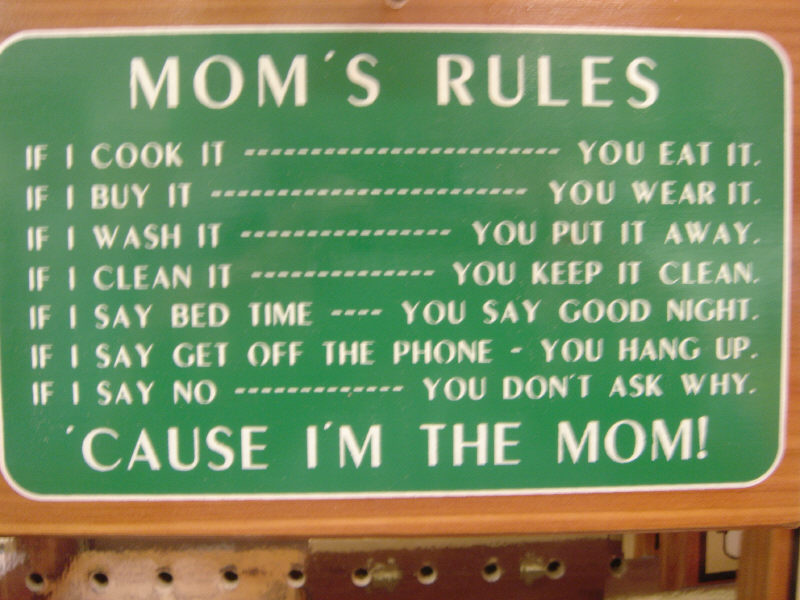 MOM'S RULES
IF I COOK IT ------------------------ YOU EAT IT.
IF I BUY IT ------------------------ YOU WEAR IT.
IF I WASH IT ---------------- YOU PUT IT AWAY.
IF I CLEAN IT -------------- YOU KEEP IT CLEAN.
IF I SAY BED TIME ---- YOU SAY GOOD NIGHT.
IF I SAY GET OFF THE PHONE - YOU HANG UP.
IF I SAY NO ------------- YOU DON'T ASK WHY.
'CAUSE I'M THE MOM!